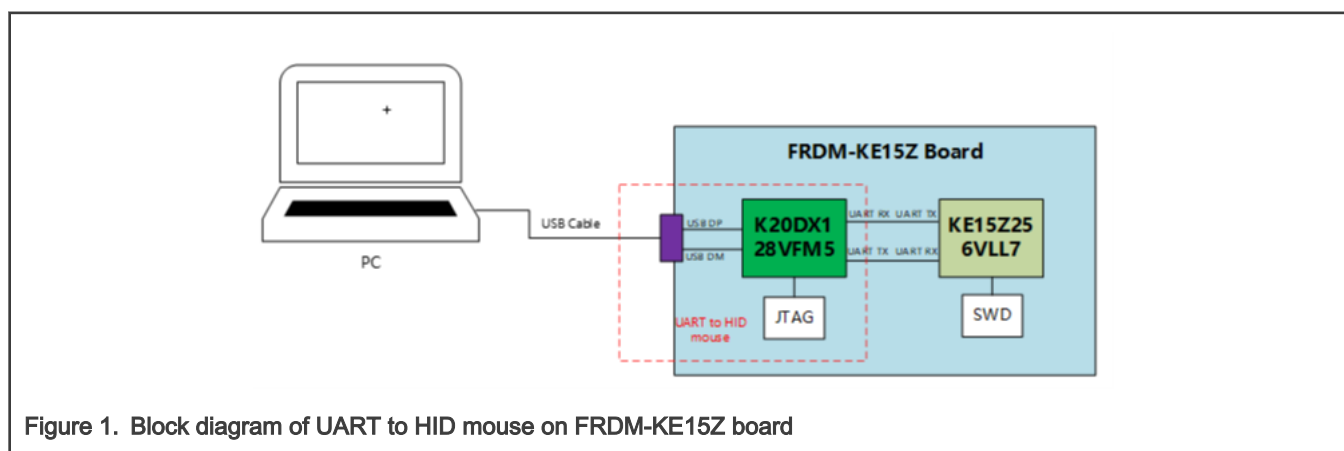 FRDM-KE15Z Board
USB Cable
USB DP
K20DX1
28VFM5
UART RX UART TX
KE15Z25
6VLL7
PC
USB DM
UART TX UART RX
UART to HID
mouse
JTAG
SWD
Figure 1. Block diagram of UART to HID mouse on FRDM-KE15Z board